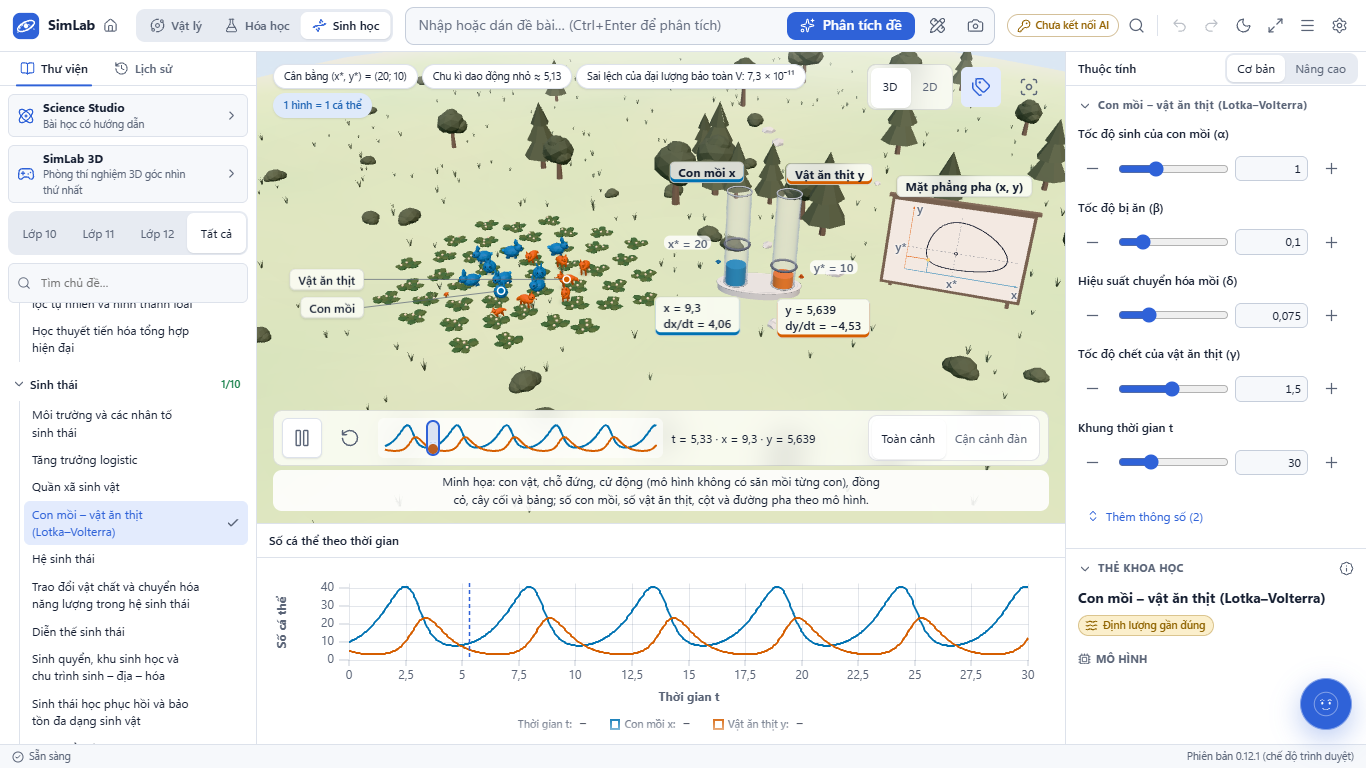 SimLab
Vật lý
Hóa học
Sinh học
Nhập hoặc dán đề bài... (Ctrl+Enter để phân tích)
Phân tích đề
Chưa kết nối AI
Thư viện
Lịch sử
Science Studio
Bài học có hướng dẫn
SimLab 3D
Phòng thí nghiệm 3D góc nhìn
thứ nhất
Lớp 10
Lớp 11
Lớp 12
Tất cả
Tìm chủ đề...
lọc tự nhiên và hình thành loài
Học thuyết tiến hóa tổng hợp
hiện đại
Sinh thái
1/10
Môi trường và các nhân tố
sinh thái
Tăng trưởng logistic
Quần xã sinh vật
Con mồi – vật ăn thịt
(Lotka–Volterra)
Hệ sinh thái
Trao đổi vật chất và chuyển hóa
năng lượng trong hệ sinh thái
Diễn thế sinh thái
Sinh quyển, khu sinh học và
chu trình sinh – địa – hóa
Sinh thái học phục hồi và bảo
tồn đa dạng sinh vật
Cân bằng (x*, y*) = (20; 10)
Chu kì dao động nhỏ ≈ 5,13
Sai lệch của đại lượng bảo toàn V: 7,3 × 10⁻¹¹
1 hình = 1 cá thể
3D
2D
Con mồi x
Vật ăn thịt y
Mặt phẳng pha (x, y)
x* = 20
y* = 10
y
y*
x*
x
Vật ăn thịt
Con mồi
x = 9,3
dx/dt = 4,06
y = 5,639
dy/dt = −4,53
t = 5,33 · x = 9,3 · y = 5,639
Toàn cảnh
Cận cảnh đàn
Minh họa: con vật, chỗ đứng, cử động (mô hình không có săn mồi từng con), đồng
cỏ, cây cối và bảng; số con mồi, số vật ăn thịt, cột và đường pha theo mô hình.
Số cá thể theo thời gian
Số cá thể
40
30
20
10
0
0
2,5
5
7,5
10
12,5
15
17,5
20
22,5
25
27,5
30
Thời gian t
Thời gian t: –
Con mồi x: –
Vật ăn thịt y: –
Thuộc tính
Cơ bản
Nâng cao
Con mồi – vật ăn thịt (Lotka–Volterra)
Tốc độ sinh của con mồi (α)
1
Tốc độ bị ăn (β)
0,1
Hiệu suất chuyển hóa mồi (δ)
0,075
Tốc độ chết của vật ăn thịt (γ)
1,5
Khung thời gian t
30
Thêm thông số (2)
THẺ KHOA HỌC
Con mồi – vật ăn thịt (Lotka–Volterra)
Định lượng gần đúng
MÔ HÌNH
Sẵn sàng
Phiên bản 0.12.1 (chế độ trình duyệt)